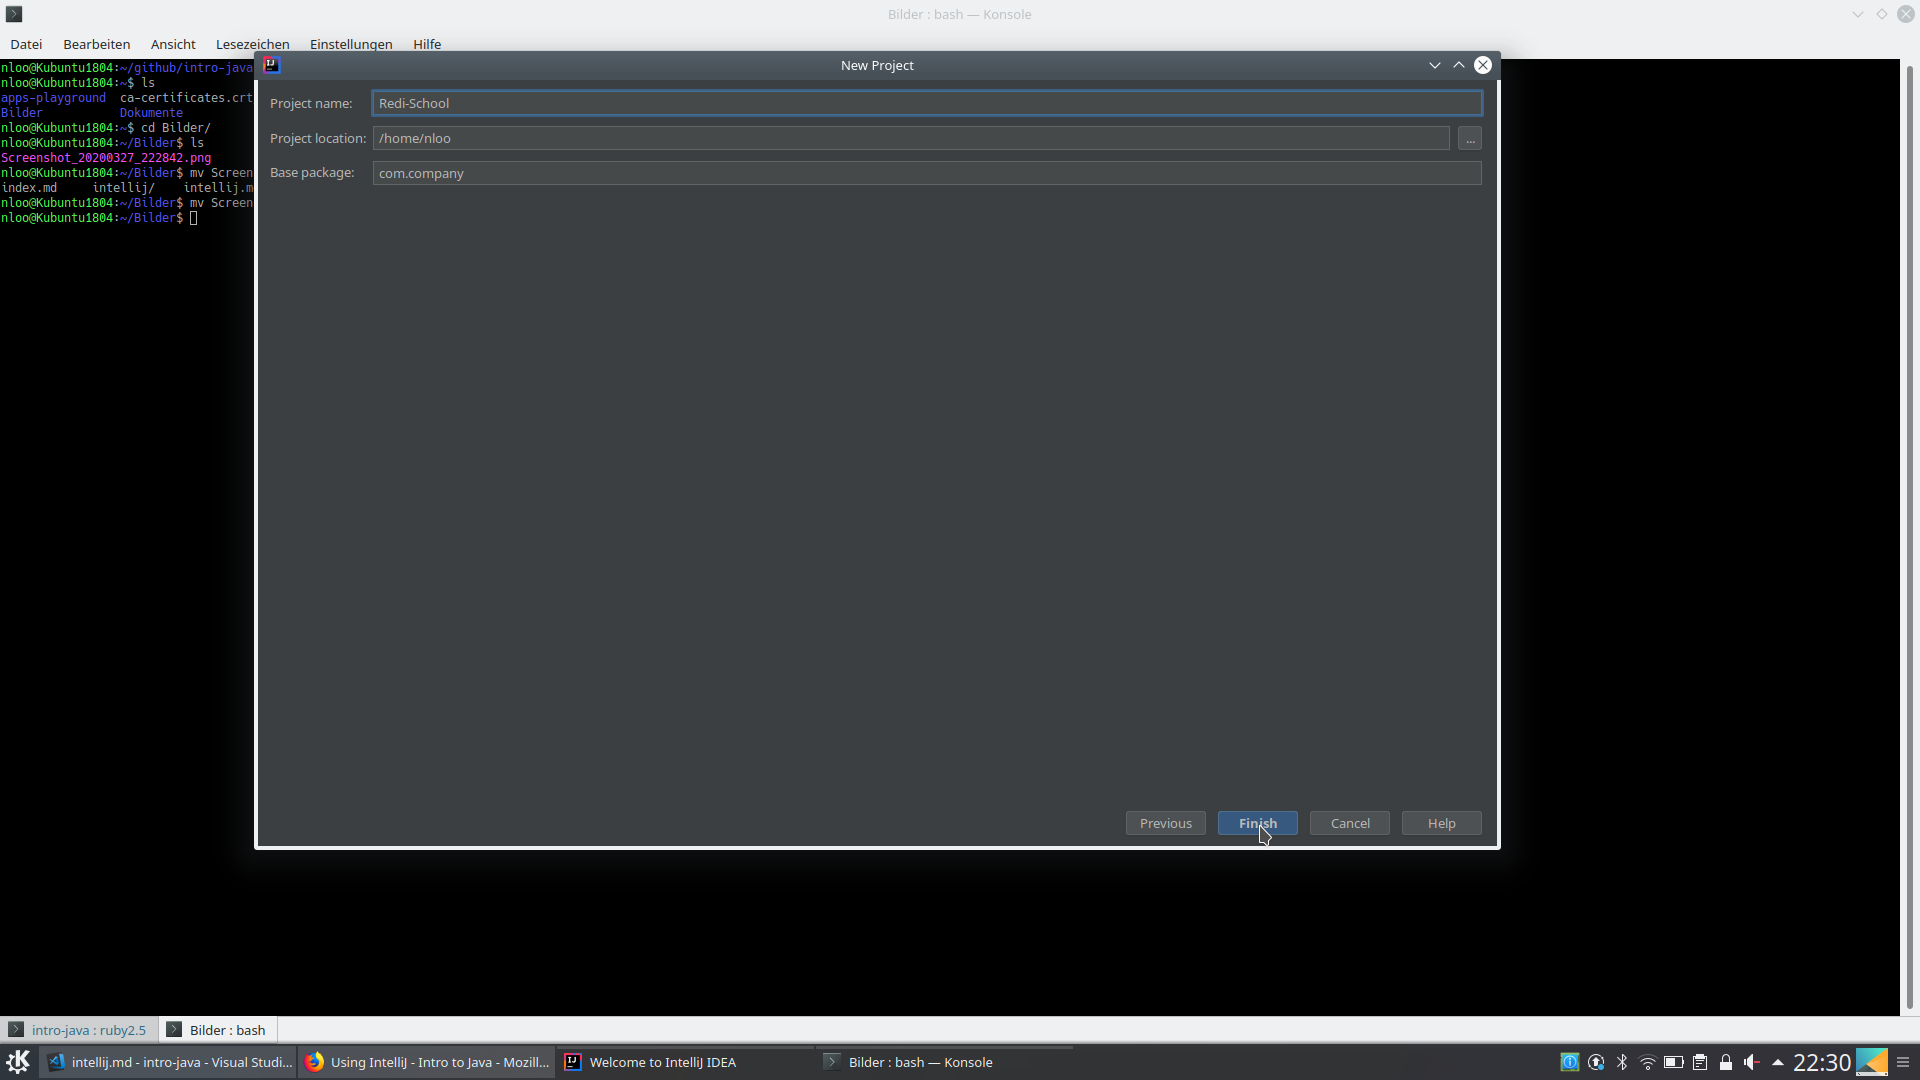 Bilder : bash — Konsole
Datei Bearbeiten Ansicht Lesezeichen Einstellungen Hilfe
nloo@Kubuntu1804:~/github/intro-java
nloo@Kubuntu1804:~$ ls
apps-playground ca-certificates.crt
Bilder Dokumente
nloo@Kubuntu1804:~$ cd Bilder/
nloo@Kubuntu1804:~/Bilder$ ls
Screenshot_20200327_222842.png
nloo@Kubuntu1804:~/Bilder$ mv Screen
index.md intellij/ intellij.m
nloo@Kubuntu1804:~/Bilder$ mv Screen
nloo@Kubuntu1804:~/Bilder$
New Project
Project name: Redi-School
Project location: /home/nloo ...
Base package: com.company
Previous Finish Cancel Help
intro-java : ruby2.5 Bilder : bash
intellij.md - intro-java - Visual Studi... Using IntelliJ - Intro to Java - Mozill... Welcome to IntelliJ IDEA Bilder : bash — Konsole 22:30